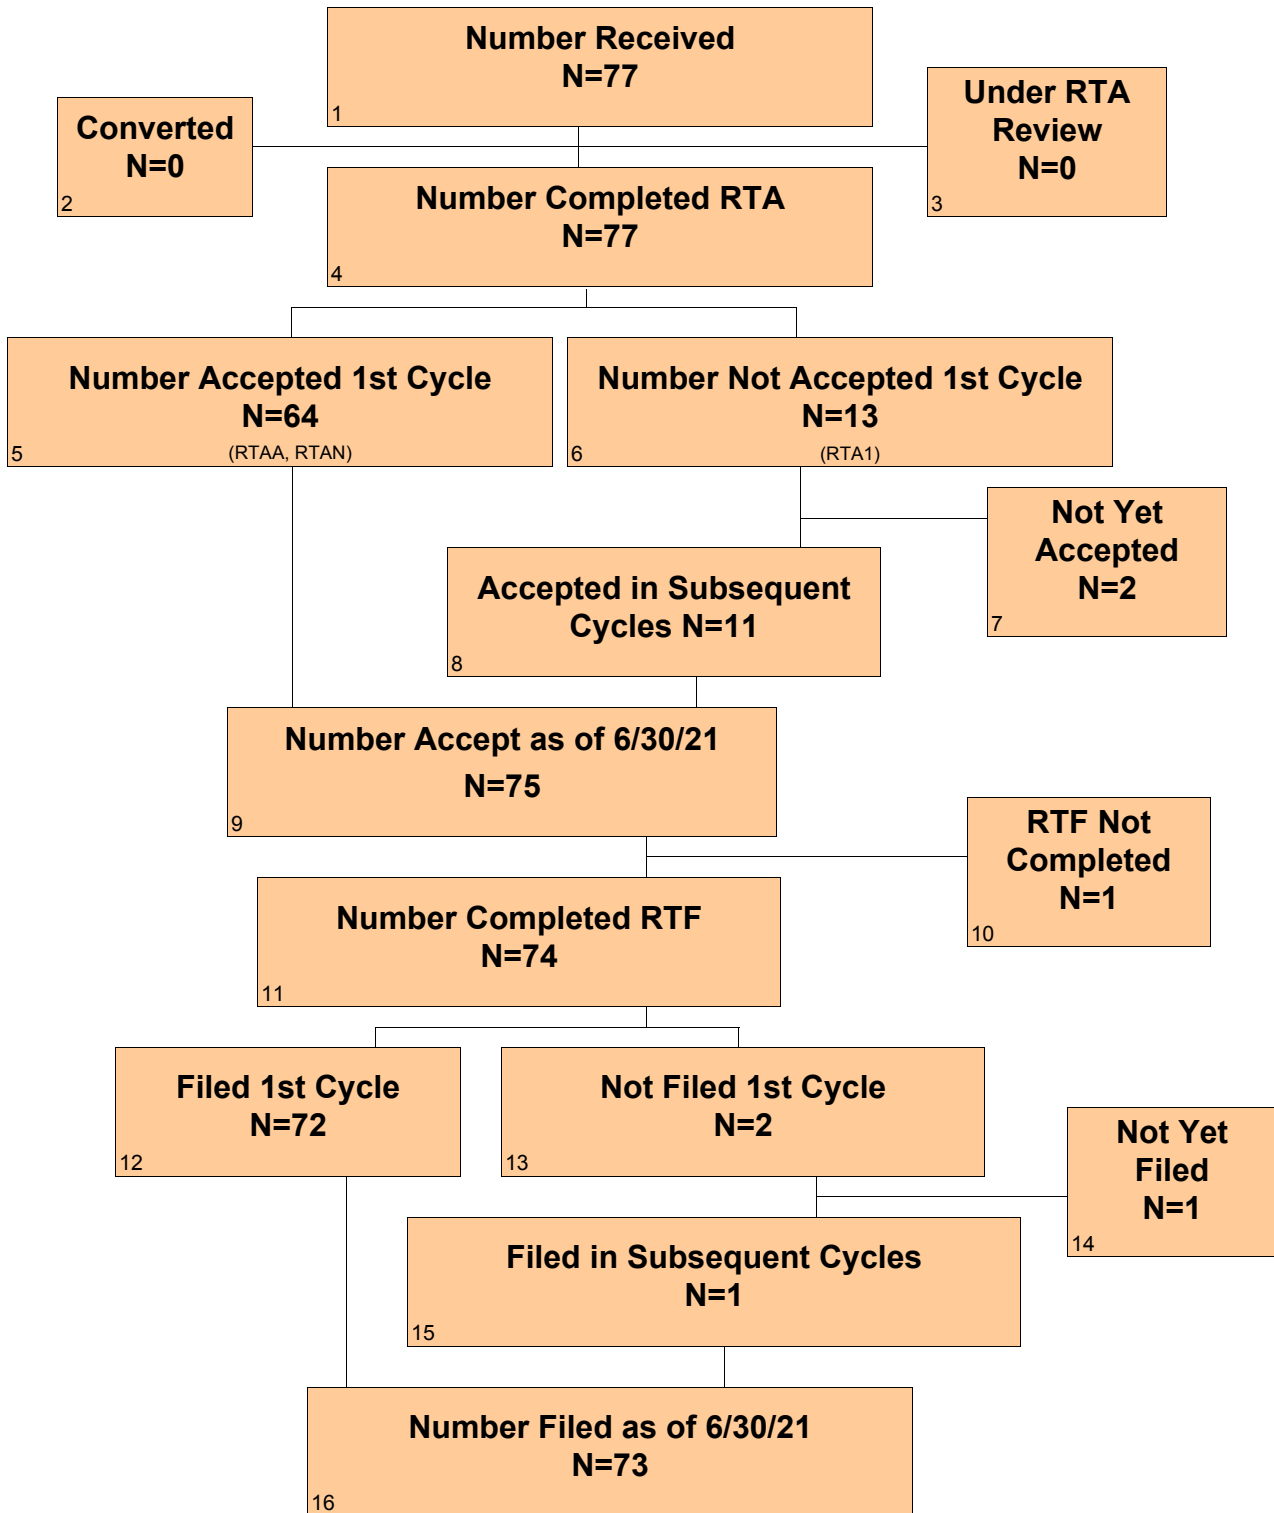 Number Received
N=77
1
Converted
N=0
2
Under RTA
Review
N=0
3
Number Completed RTA
N=77
4
Number Accepted 1st Cycle
N=64
(RTAA, RTAN)
5
Number Not Accepted 1st Cycle
N=13
(RTA1)
6
Not Yet
Accepted
N=2
7
Accepted in Subsequent
Cycles N=11
8
Number Accept as of 6/30/21
N=75
9
RTF Not
Completed
N=1
10
Number Completed RTF
N=74
11
Filed 1st Cycle
N=72
12
Not Filed 1st Cycle
N=2
13
Not Yet
Filed
N=1
14
Filed in Subsequent Cycles
N=1
15
Number Filed as of 6/30/21
N=73
16